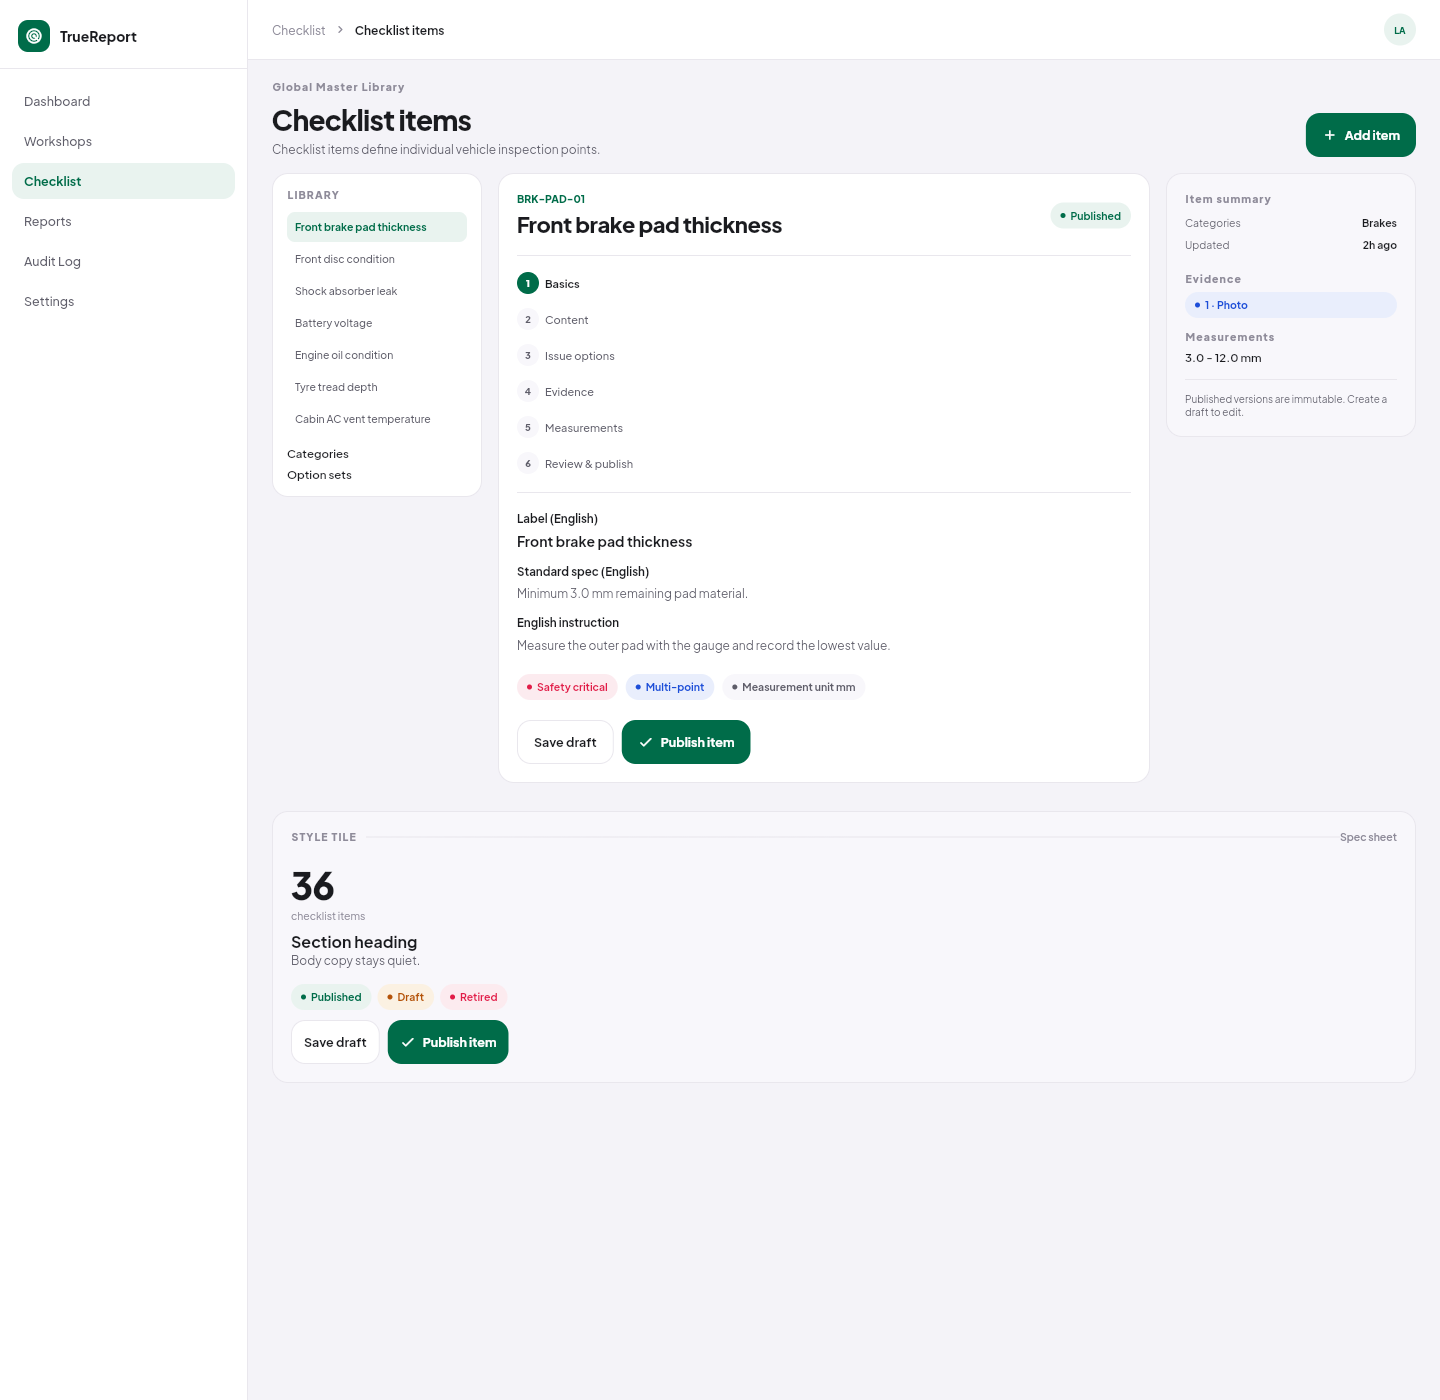 TrueReport
Dashboard
Workshops
Checklist
Reports
Audit Log
Settings
Checklist > Checklist items
LA
Global Master Library
Checklist items
Checklist items define individual vehicle inspection points.
+ Add item
LIBRARY
Front brake pad thickness
Front disc condition
Shock absorber leak
Battery voltage
Engine oil condition
Tyre tread depth
Cabin AC vent temperature
Categories
Option sets
BRK-PAD-01
Front brake pad thickness
Published
1 Basics
2 Content
3 Issue options
4 Evidence
5 Measurements
6 Review & publish
Label (English)
Front brake pad thickness
Standard spec (English)
Minimum 3.0 mm remaining pad material.
English instruction
Measure the outer pad with the gauge and record the lowest value.
Safety critical
Multi-point
Measurement unit mm
Save draft
Publish item
Item summary
Categories Brakes
Updated 2h ago
Evidence
1 · Photo
Measurements
3.0 - 12.0 mm
Published versions are immutable. Create a
draft to edit.
STYLE TILE
Spec sheet
36
checklist items
Section heading
Body copy stays quiet.
Published
Draft
Retired
Save draft
Publish item